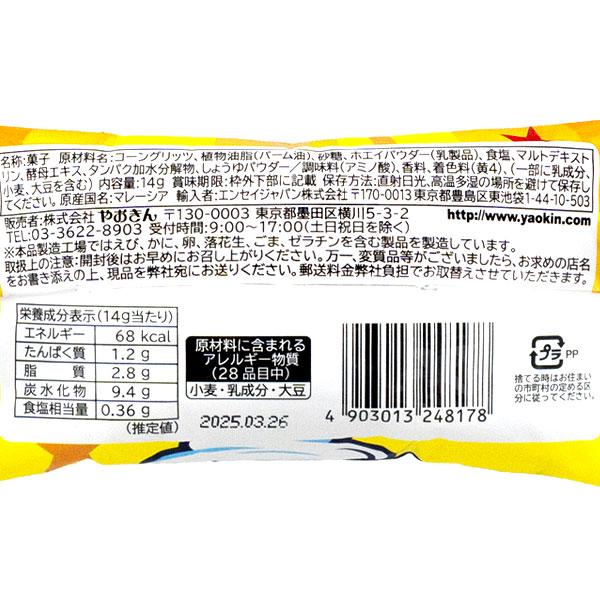 名称:菓子 原材料名:コーングリッツ、植物油脂(パーム油)、砂糖、ホエイパウダー(乳製品)、食塩、マルトデキスト
リン、酵母エキス、タンパク加水分解物、しょうゆパウダー/調味料(アミノ酸)、香料、着色料(黄4)、(一部に乳成分、
小麦、大豆を含む) 内容量:14g 賞味期限:枠外下部に記載 保存方法:直射日光、高温多湿の場所を避けて保存し
てください。原産国名:マレーシア 輸入者:エンセイジャパン(株) 東京都豊島区東池袋1-44-10-503
販売者:株式会社 やおきん 〒130-0003 東京都墨田区横川5-3-2 http://www.yaokin.com
TEL:03-3622-8903 受付時間:9:00~17:00(土日祝日を除く)
※本品製造工場ではえび、かに、卵、落花生、ごま、ゼラチンを含む製品を製造しています。
取扱上の注意:開封後はお早めにお召し上がりください。万一、変質品等がございましたら、お求めの店名
をお書き添えの上、現品を弊社宛にお送りください。郵送料金弊社負担でお取替えさせていただきます。
栄養成分表示(14g当たり)
エネルギー 68 kcal
たんぱく質 1.2 g
脂質 2.8 g
炭水化物 9.4 g
食塩相当量 0.36 g
(推定値)
原材料に含まれる
アレルギー物質
(28品目中)
小麦・乳成分・大豆
2025.03.26
4 903013 248178
プラ PP
捨てる時はお住まい
の市町村の定める区
分に従ってください。